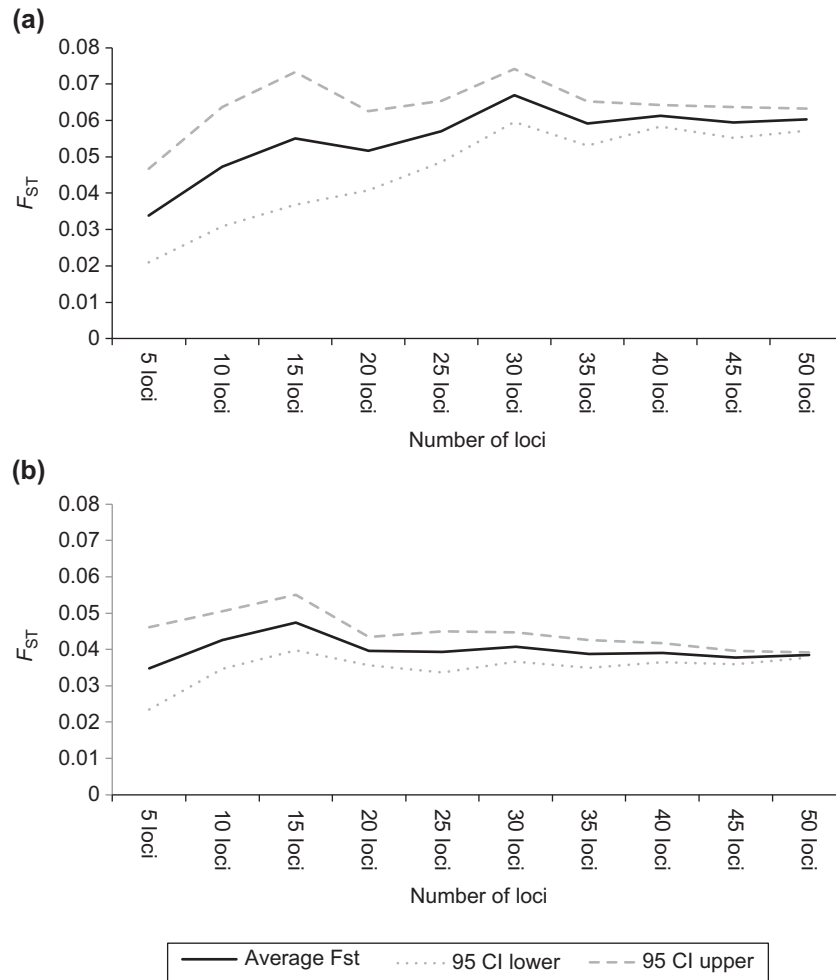 (a)
0.08
0.07
0.06
0.05
0.04
0.03
0.02
0.01
0
F_ST
5 loci
10 loci
15 loci
20 loci
25 loci
30 loci
35 loci
40 loci
45 loci
50 loci
Number of loci
(b)
0.08
0.07
0.06
0.05
0.04
0.03
0.02
0.01
0
F_ST
5 loci
10 loci
15 loci
20 loci
25 loci
30 loci
35 loci
40 loci
45 loci
50 loci
Number of loci
Average Fst 95 CI lower 95 CI upper